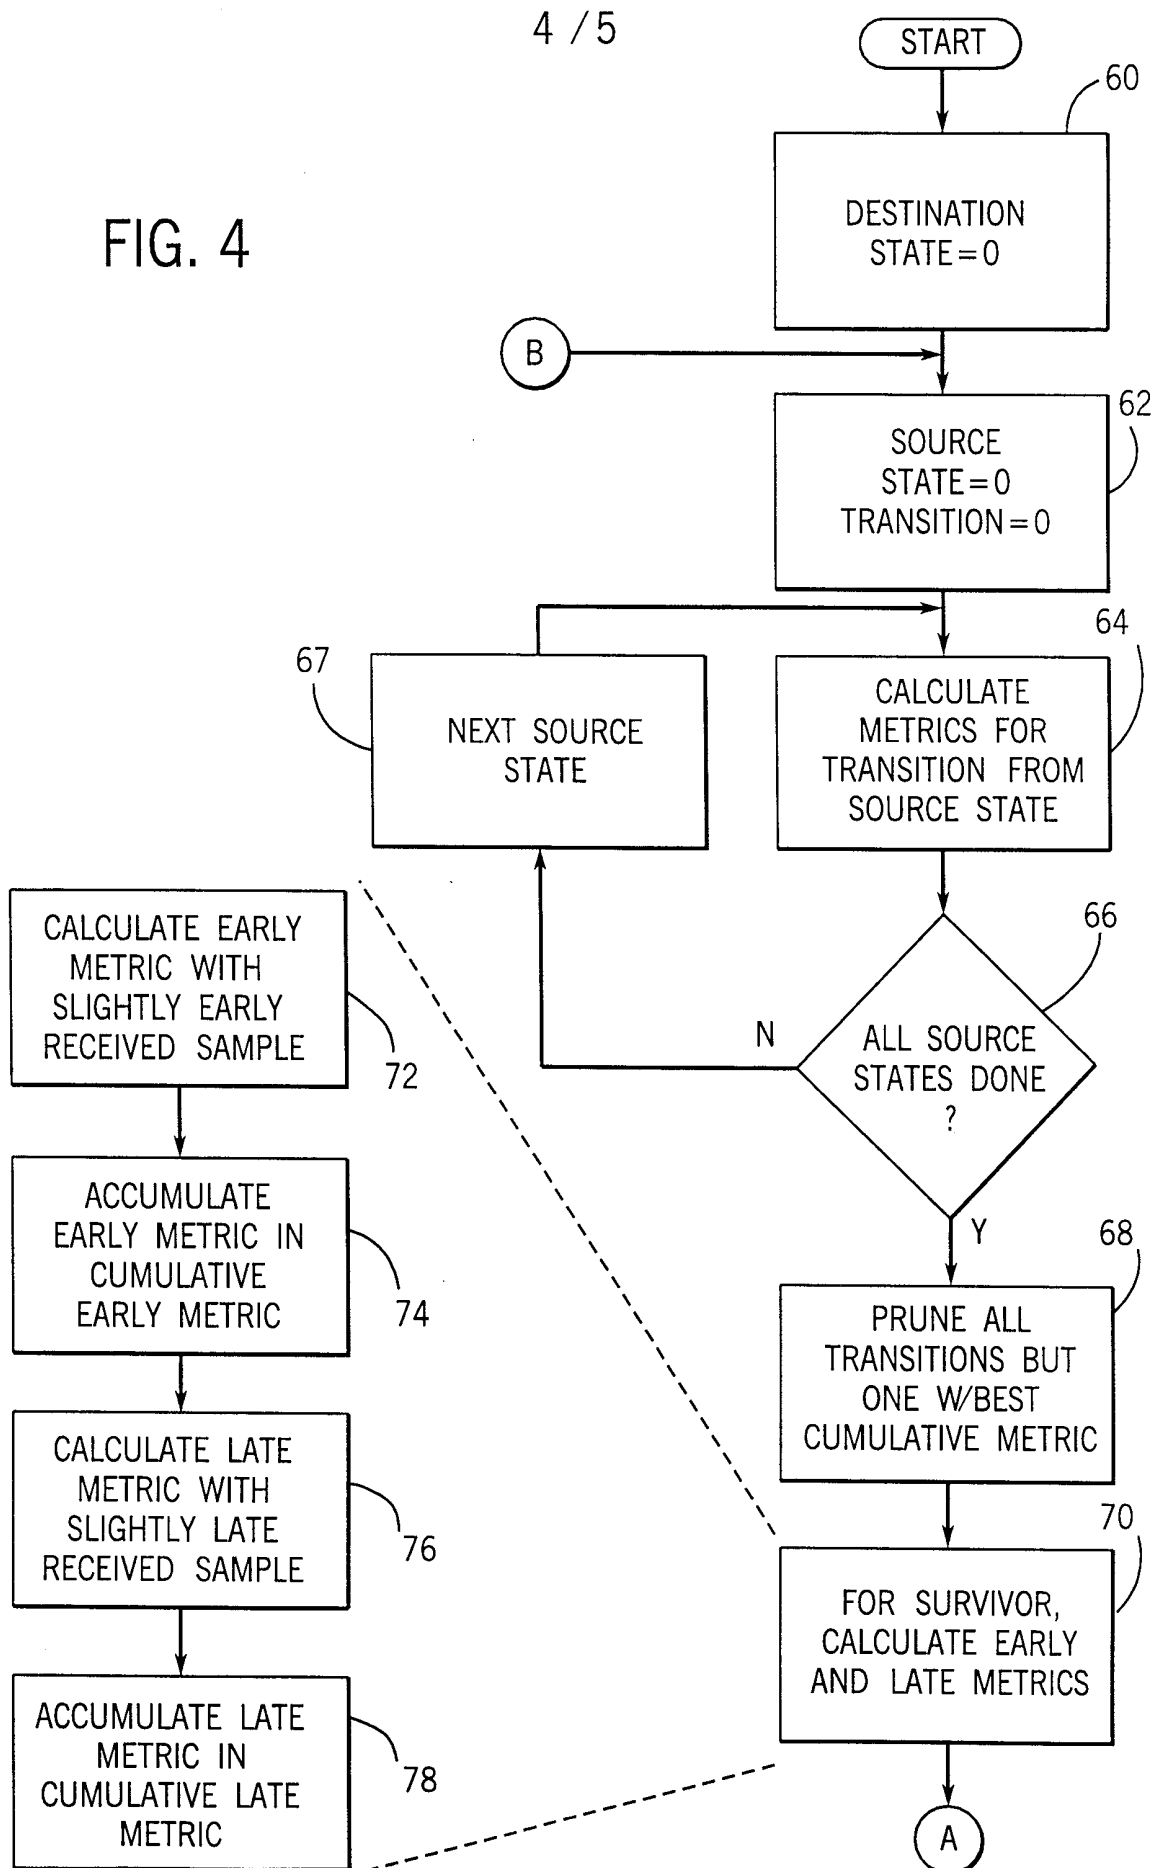 4 / 5
START
60
DESTINATION
STATE=0
FIG. 4
B
62
SOURCE
STATE=0
TRANSITION=0
64
67
NEXT SOURCE
STATE
CALCULATE
METRICS FOR
TRANSITION FROM
SOURCE STATE
66
N
ALL SOURCE
STATES DONE
?
Y
68
PRUNE ALL
TRANSITIONS BUT
ONE W/BEST
CUMULATIVE METRIC
70
FOR SURVIVOR,
CALCULATE EARLY
AND LATE METRICS
A
CALCULATE EARLY
METRIC WITH
SLIGHTLY EARLY
RECEIVED SAMPLE
72
ACCUMULATE
EARLY METRIC IN
CUMULATIVE
EARLY METRIC
74
CALCULATE LATE
METRIC WITH
SLIGHTLY LATE
RECEIVED SAMPLE
76
ACCUMULATE LATE
METRIC IN
CUMULATIVE LATE
METRIC
78